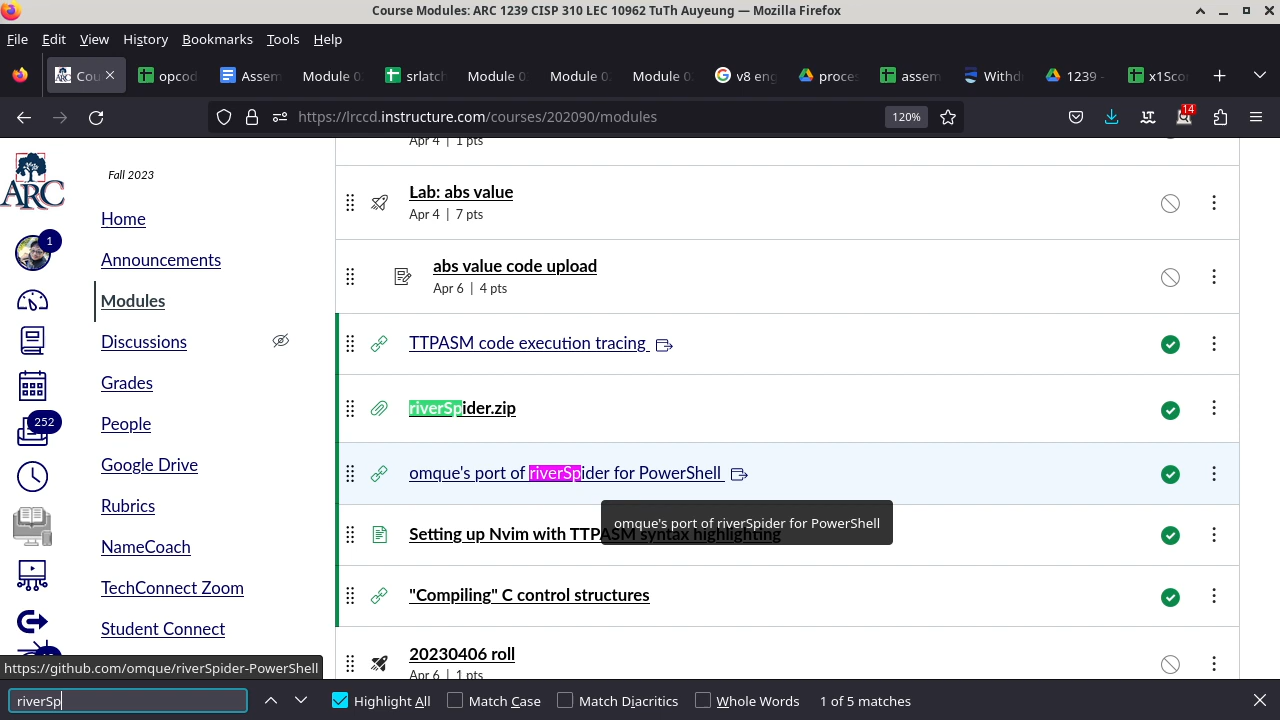 Course Modules: ARC 1239 CISP 310 LEC 10962 TuTh Auyeung — Mozilla Firefox
File Edit View History Bookmarks Tools Help
Cou opcod Assem Module 0 srlatch Module 0 Module 0 Module 0 v8 eng proces assem Withd 1239 - x1Sco
https://lrccd.instructure.com/courses/202090/modules 120% 14
ARC
Fall 2023
Home
1
Announcements
Modules
Discussions
Grades
People
252
Google Drive
Rubrics
NameCoach
TechConnect Zoom
Student Connect
Apr 4 | 1 pts
Lab: abs value
Apr 4 | 7 pts
abs value code upload
Apr 6 | 4 pts
TTPASM code execution tracing
riverSpider.zip
omque's port of riverSpider for PowerShell
omque's port of riverSpider for PowerShell
Setting up Nvim with TTPASM syntax highlighting
"Compiling" C control structures
20230406 roll
Apr 6 | 1 pts
https://github.com/omque/riverSpider-PowerShell
riverSp Highlight All Match Case Match Diacritics Whole Words 1 of 5 matches